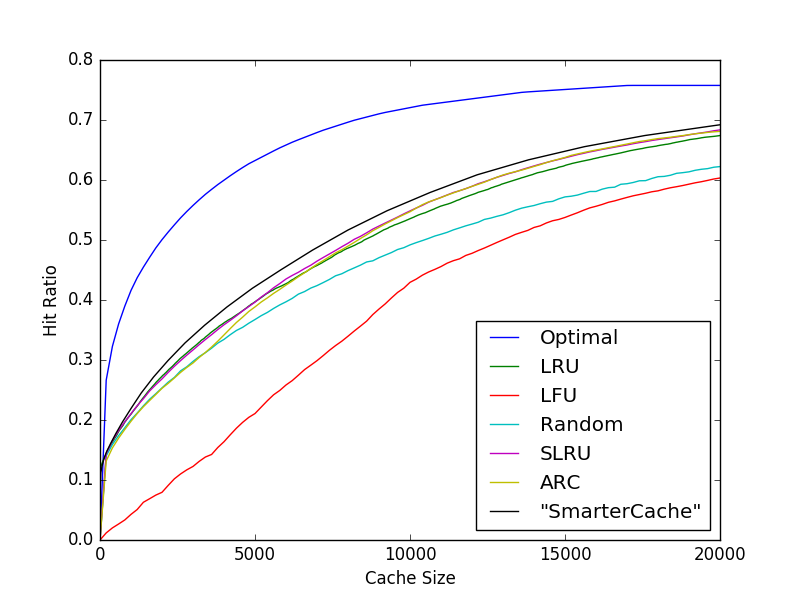 0.8
0.7
0.6
0.5
0.4
0.3
0.2
0.1
0.0
Hit Ratio
Optimal
LRU
LFU
Random
SLRU
ARC
"SmarterCache"
0 5000 10000 15000 20000
Cache Size